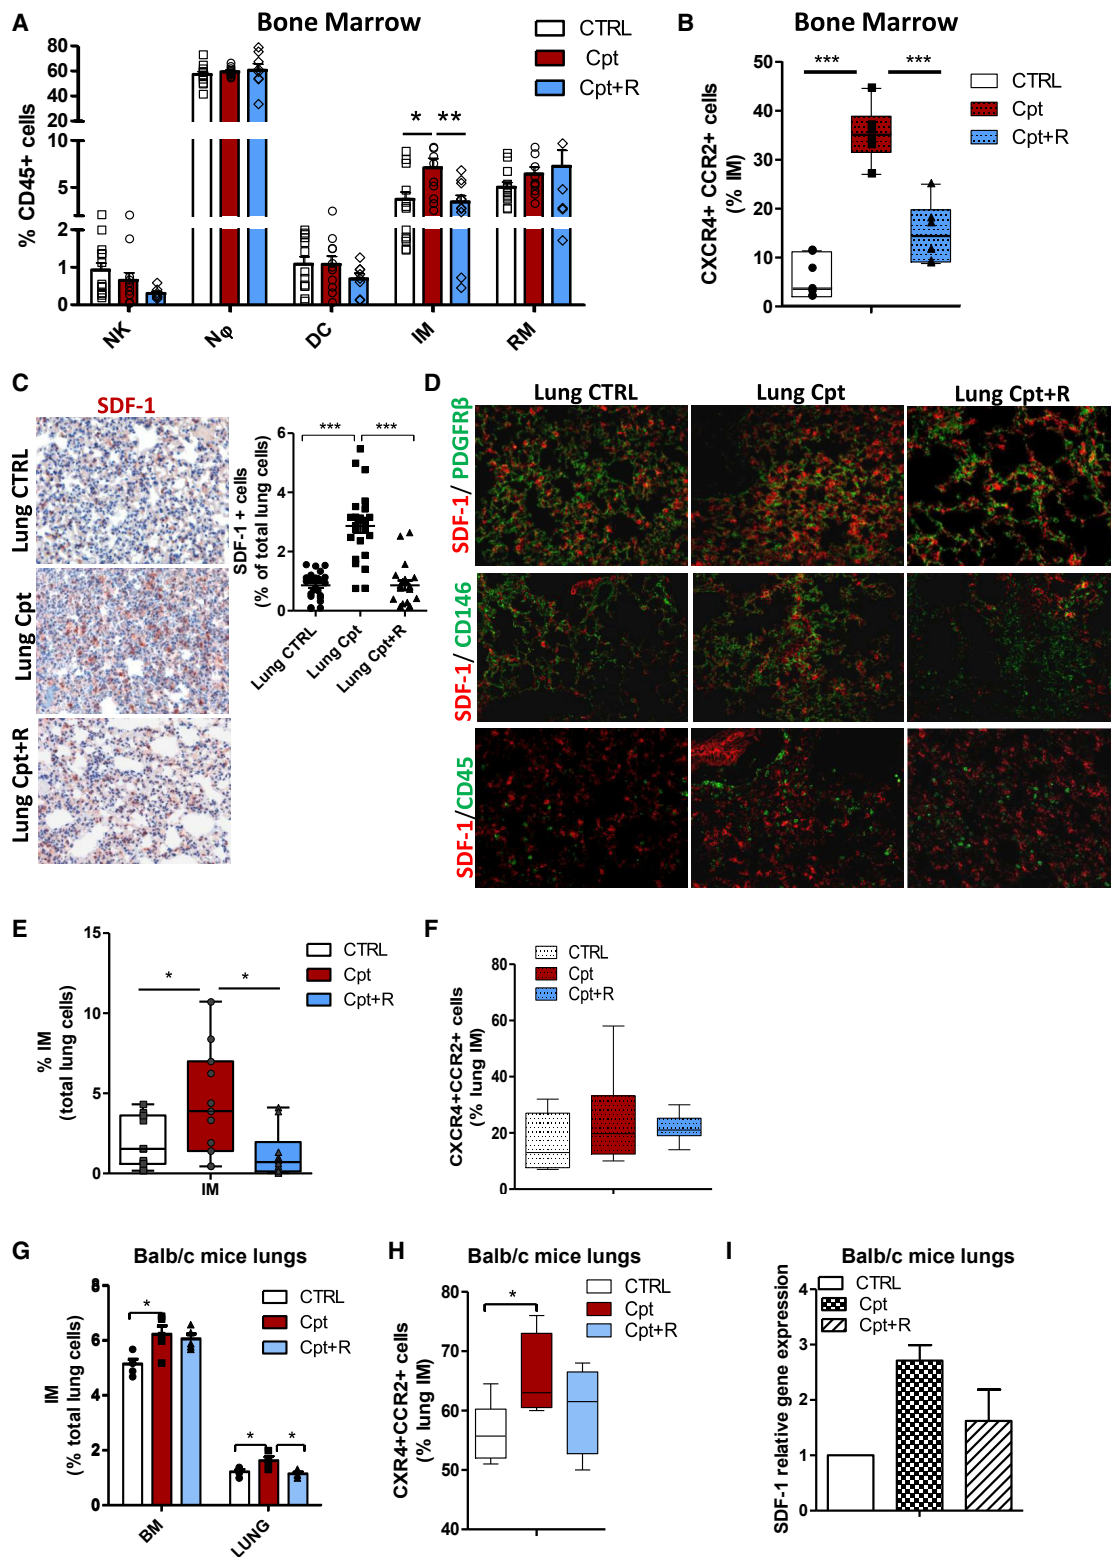 A
Bone Marrow
% CD45+ cells
80
60
40
20
10
5
2
1
0
* **
NK
Nφ
DC
IM
RM
CTRL
Cpt
Cpt+R
B
Bone Marrow
CXCR4+ CCR2+ cells
(% IM)
50
40
30
20
10
0
*** ***
CTRL
Cpt
Cpt+R
C
SDF-1
Lung CTRL
Lung Cpt
Lung Cpt+R
SDF-1 + cells
(% of total lung cells)
6
4
2
0
*** ***
Lung CTRL
Lung Cpt
Lung Cpt+R
D
Lung CTRL
Lung Cpt
Lung Cpt+R
SDF-1/ PDGFRβ
SDF-1/ CD146
SDF-1/CD45
E
% IM
(total lung cells)
15
10
5
0
* *
IM
CTRL
Cpt
Cpt+R
F
CXCR4+CCR2+ cells
(% lung IM)
80
60
40
20
0
CTRL
Cpt
Cpt+R
G
Balb/c mice lungs
IM
(% total lung cells)
8
6
4
2
0
*
* *
BM
LUNG
CTRL
Cpt
Cpt+R
H
Balb/c mice lungs
CXR4+CCR2+ cells
(% lung IM)
80
70
60
50
40
*
CTRL
Cpt
Cpt+R
I
Balb/c mice lungs
SDF-1 relative gene expression
4
3
2
1
0
CTRL
Cpt
Cpt+R